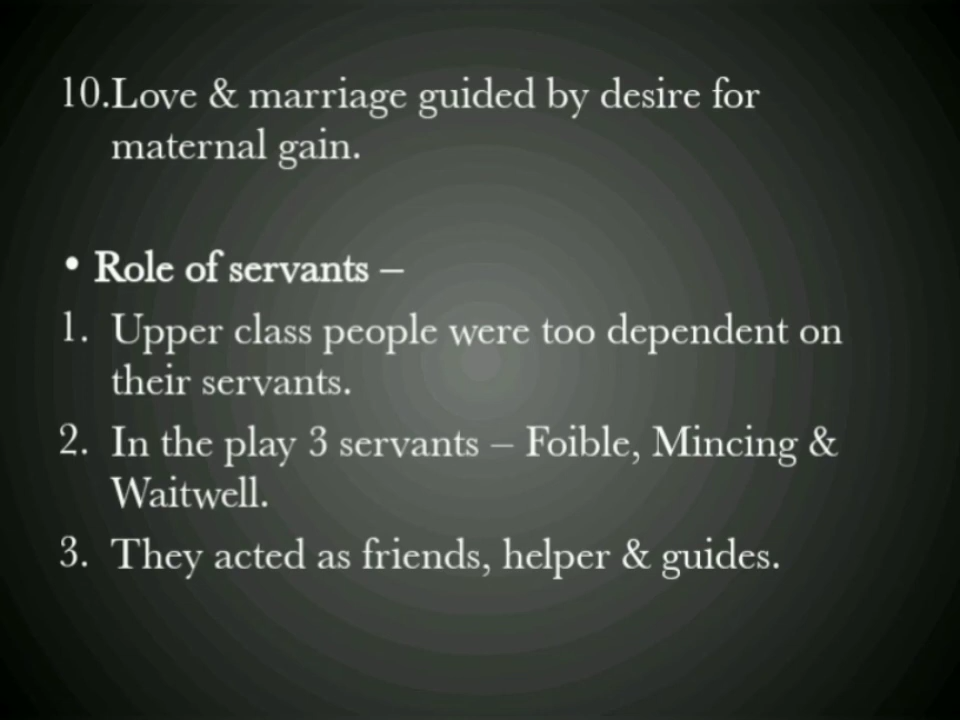 10.Love & marriage guided by desire for
maternal gain.
• Role of servants –
1. Upper class people were too dependent on
their servants.
2. In the play 3 servants – Foible, Mincing &
Waitwell.
3. They acted as friends, helper & guides.